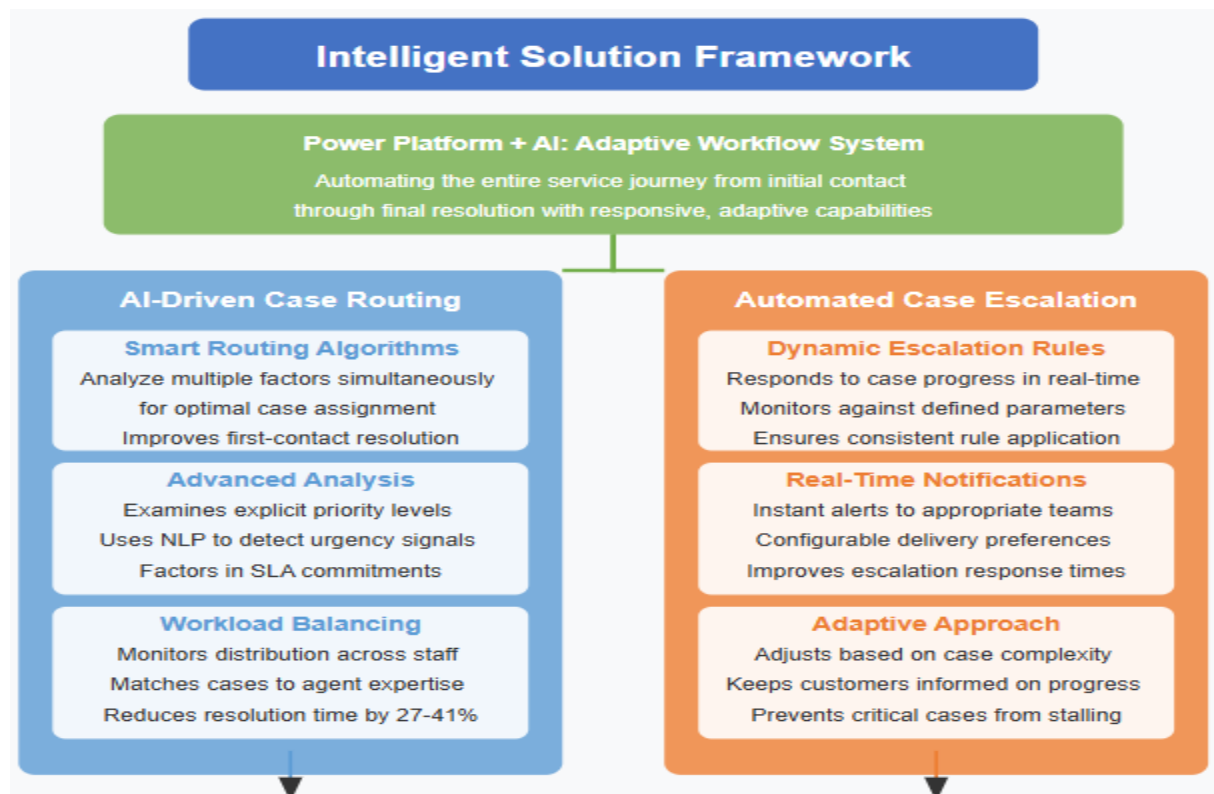 Intelligent Solution Framework
Power Platform + AI: Adaptive Workflow System
Automating the entire service journey from initial contact
through final resolution with responsive, adaptive capabilities
AI-Driven Case Routing
Smart Routing Algorithms
Analyze multiple factors simultaneously
for optimal case assignment
Improves first-contact resolution
Advanced Analysis
Examines explicit priority levels
Uses NLP to detect urgency signals
Factors in SLA commitments
Workload Balancing
Monitors distribution across staff
Matches cases to agent expertise
Reduces resolution time by 27-41%
Automated Case Escalation
Dynamic Escalation Rules
Responds to case progress in real-time
Monitors against defined parameters
Ensures consistent rule application
Real-Time Notifications
Instant alerts to appropriate teams
Configurable delivery preferences
Improves escalation response times
Adaptive Approach
Adjusts based on case complexity
Keeps customers informed on progress
Prevents critical cases from stalling